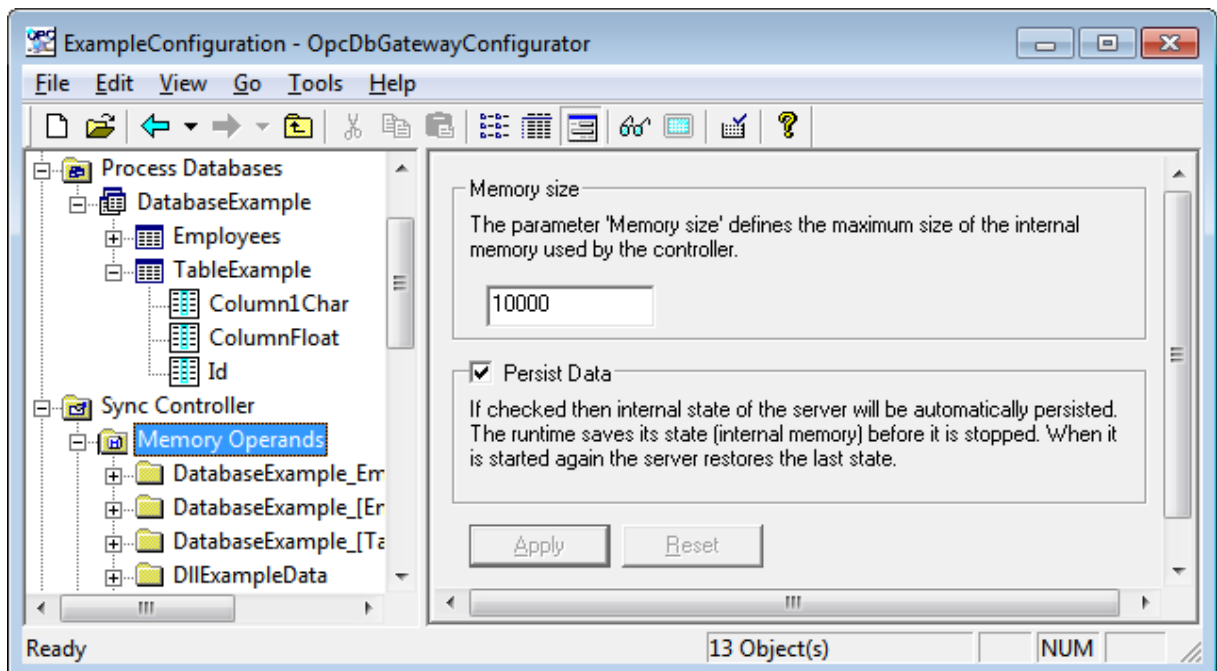 ExampleConfiguration - OpcDbGatewayConfigurator
File Edit View Go Tools Help
Process Databases
DatabaseExample
Employees
TableExample
Column1Char
ColumnFloat
Id
Sync Controller
Memory Operands
DatabaseExample_Em
DatabaseExample_[Em
DatabaseExample_[Ta
DllExampleData
Memory size
The parameter 'Memory size' defines the maximum size of the internal
memory used by the controller.
10000
Persist Data
If checked then internal state of the server will be automatically persisted.
The runtime saves its state (internal memory) before it is stopped. When it
is started again the server restores the last state.
Apply Reset
Ready
13 Object(s)
NUM